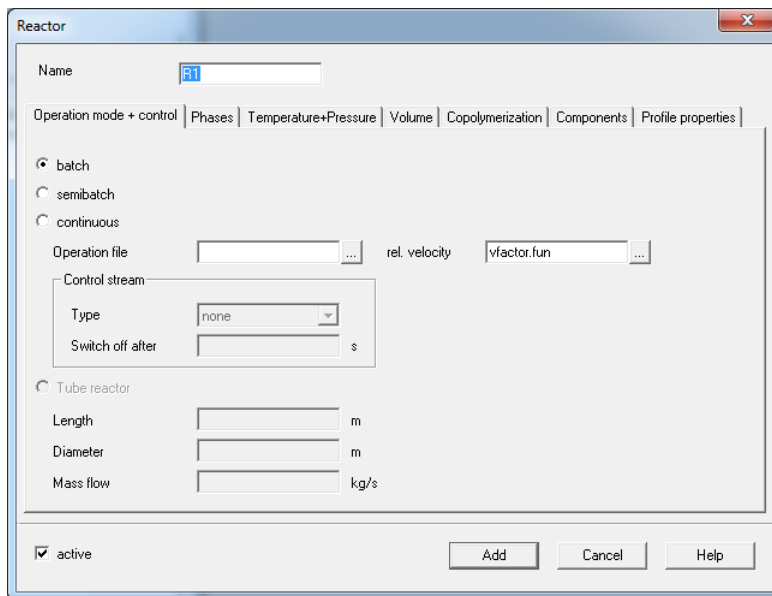 Reactor
Name R1
Operation mode + control Phases Temperature+Pressure Volume Copolymerization Components Profile properties
batch
semibatch
continuous
Operation file ... rel. velocity vfactor.fun ...
Control stream
Type none
Switch off after s
Tube reactor
Length m
Diameter m
Mass flow kg/s
active Add Cancel Help